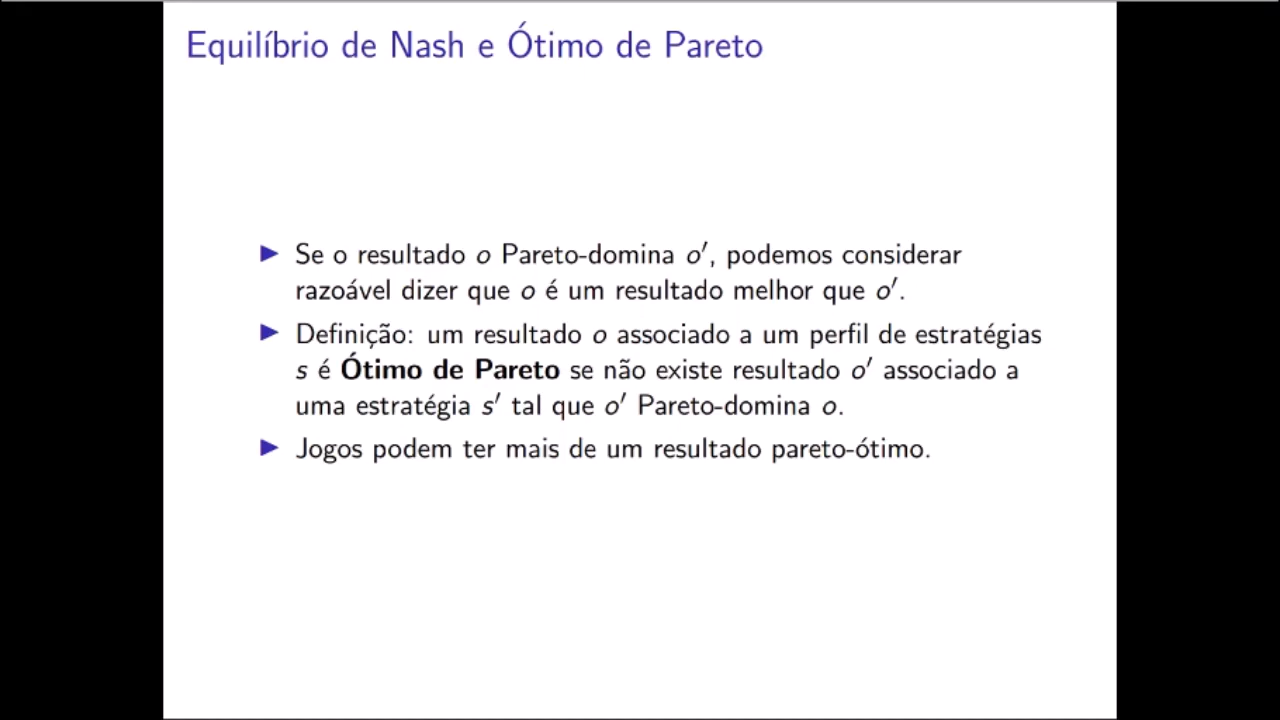 Equilíbrio de Nash e Ótimo de Pareto
▶ Se o resultado o Pareto-domina o′, podemos considerar
razoável dizer que o é um resultado melhor que o′.
▶ Definição: um resultado o associado a um perfil de estratégias
s é Ótimo de Pareto se não existe resultado o′ associado a
uma estratégia s′ tal que o′ Pareto-domina o.
▶ Jogos podem ter mais de um resultado pareto-ótimo.